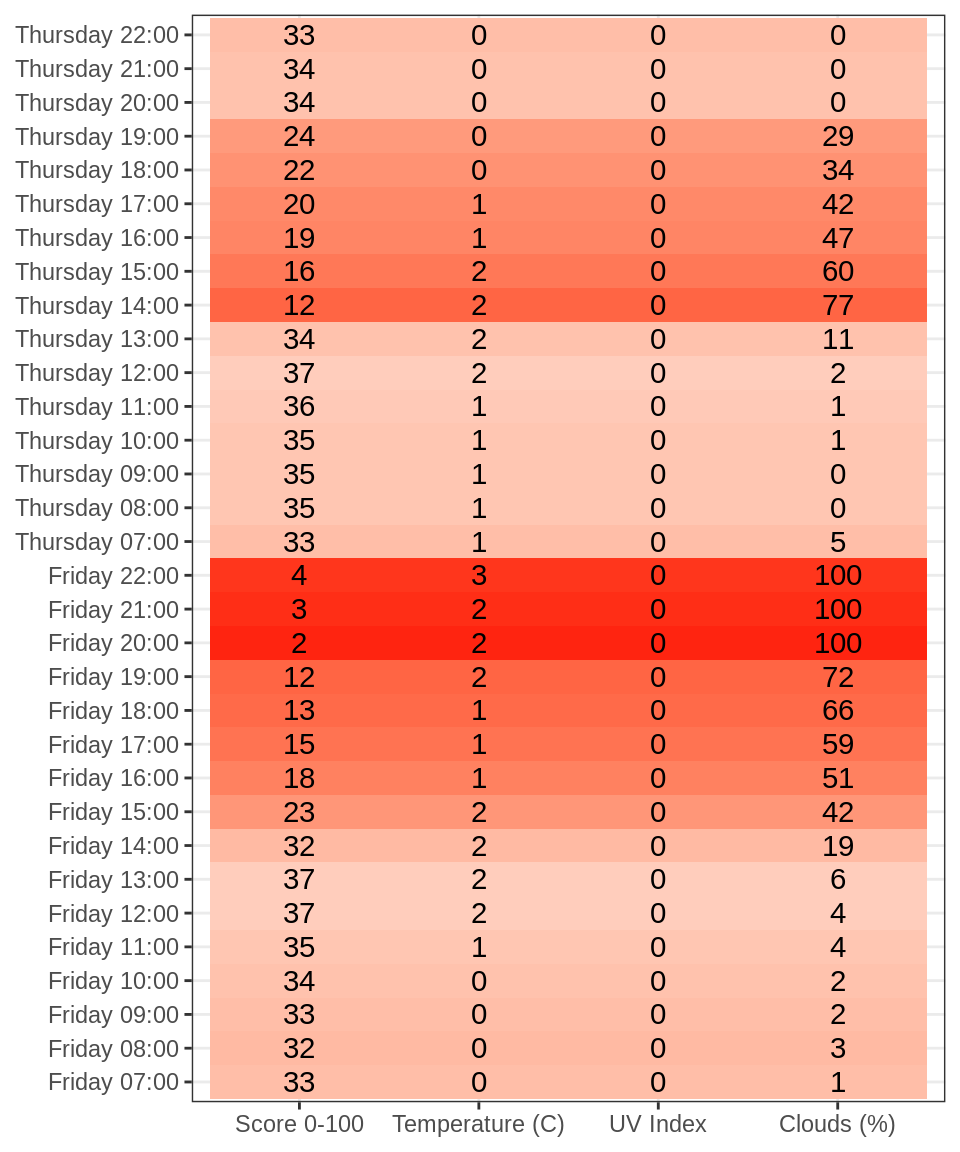 Thursday 22:00 33 0 0 0
Thursday 21:00 34 0 0 0
Thursday 20:00 34 0 0 0
Thursday 19:00 24 0 0 29
Thursday 18:00 22 0 0 34
Thursday 17:00 20 1 0 42
Thursday 16:00 19 1 0 47
Thursday 15:00 16 2 0 60
Thursday 14:00 12 2 0 77
Thursday 13:00 34 2 0 11
Thursday 12:00 37 2 0 2
Thursday 11:00 36 1 0 1
Thursday 10:00 35 1 0 1
Thursday 09:00 35 1 0 0
Thursday 08:00 35 1 0 0
Thursday 07:00 33 1 0 5
Friday 22:00 4 3 0 100
Friday 21:00 3 2 0 100
Friday 20:00 2 2 0 100
Friday 19:00 12 2 0 72
Friday 18:00 13 1 0 66
Friday 17:00 15 1 0 59
Friday 16:00 18 1 0 51
Friday 15:00 23 2 0 42
Friday 14:00 32 2 0 19
Friday 13:00 37 2 0 6
Friday 12:00 37 2 0 4
Friday 11:00 35 1 0 4
Friday 10:00 34 0 0 2
Friday 09:00 33 0 0 2
Friday 08:00 32 0 0 3
Friday 07:00 33 0 0 1
Score 0-100 Temperature (C) UV Index Clouds (%)